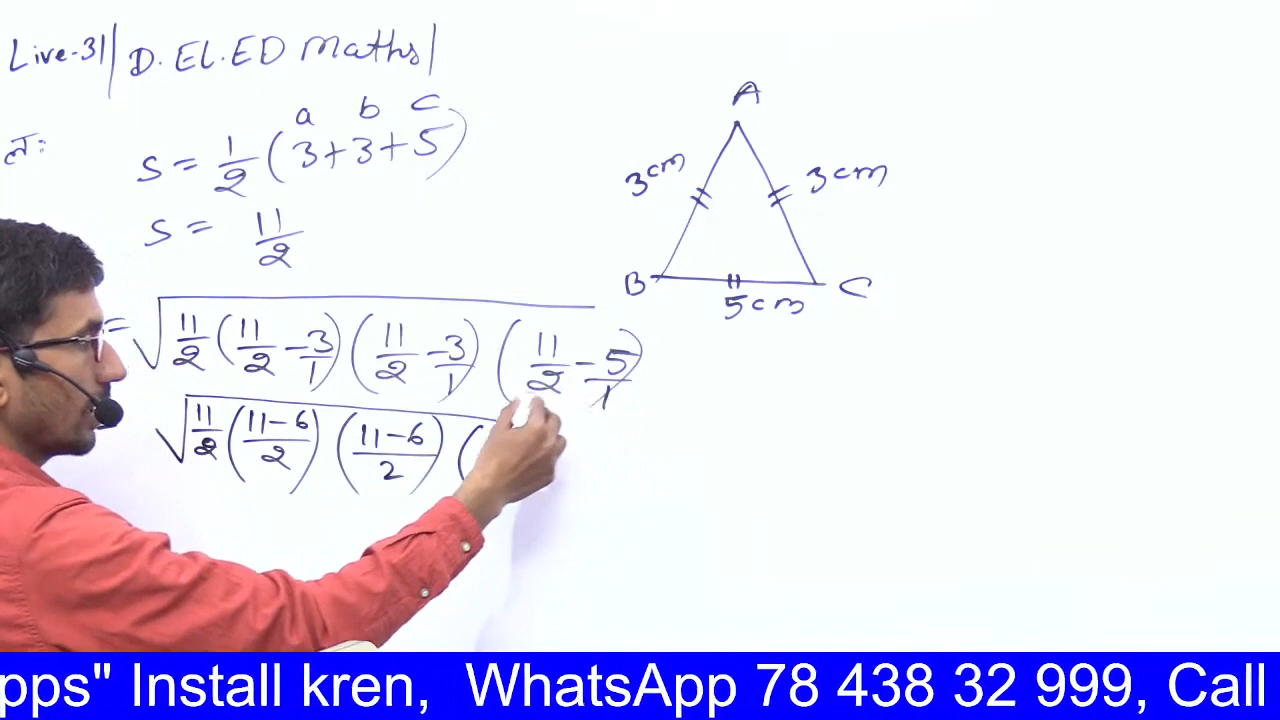 Live-31| D. EL. ED Maths|
a b c
S = 1/2 (3+3+5)
S = 11/2
= √ 11/2 (11/2 - 3/1) (11/2 - 3/1) (11/2 - 5/1)
√ 11/2 ((11-6)/2) ((11-6)/2) (
A
3cm 3cm
B C
5cm
pps" Install kren, WhatsApp 78 438 32 999, Call